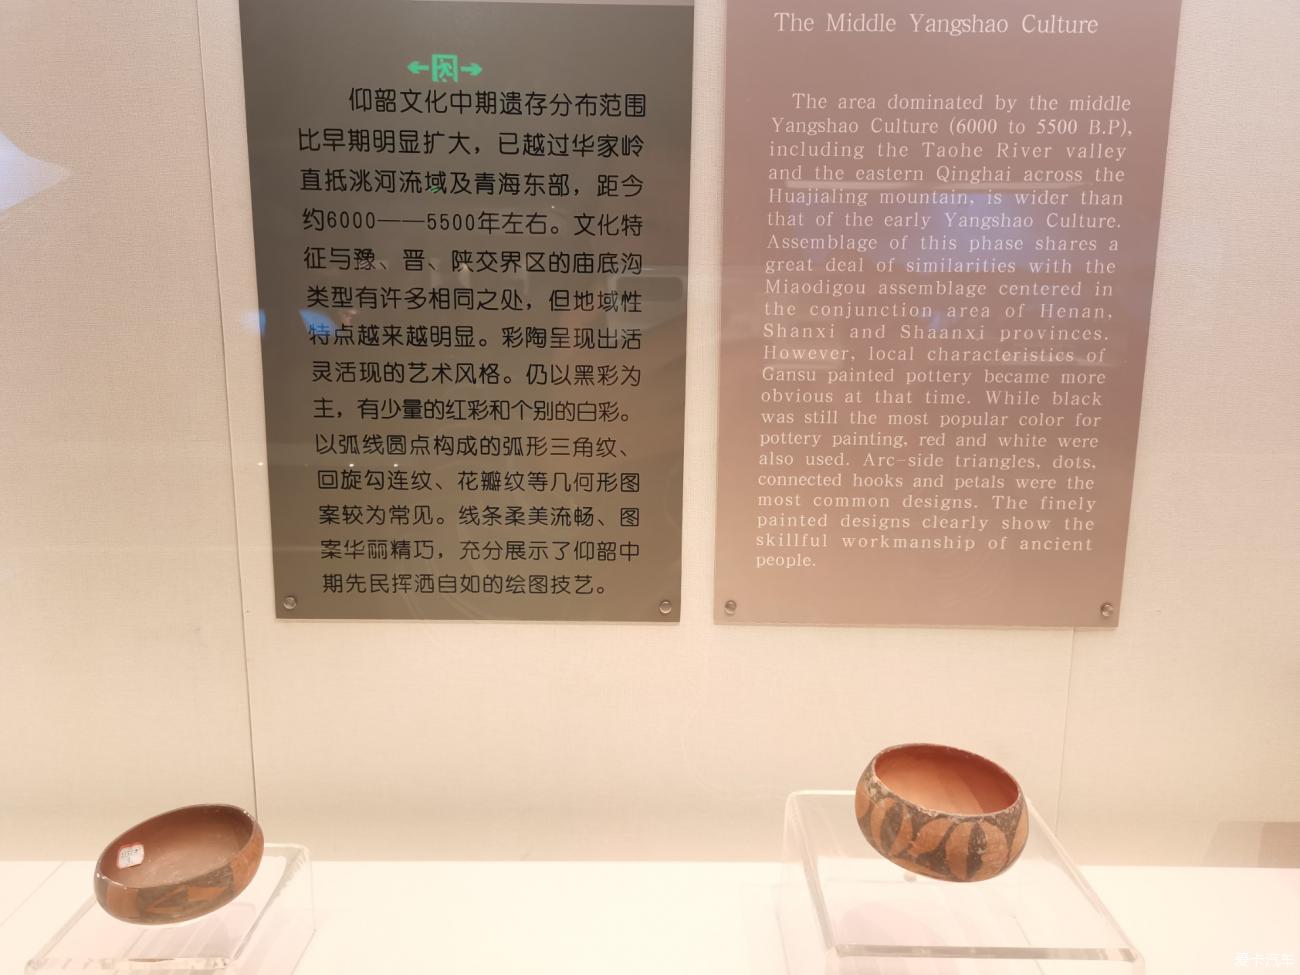 仰韶文化中期遗存分布范围
比早期明显扩大，已越过华家岭
直抵洮河流域及青海东部，距今
约6000——5500年左右。文化特
征与豫、晋、陕交界区的庙底沟
类型有许多相同之处，但地域性
特点越来越明显。彩陶呈现出活
灵活现的艺术风格。仍以黑彩为
主，有少量的红彩和个别的白彩。
以弧线圆点构成的弧形三角纹、
回旋勾连纹、花瓣纹等几何形图
案较为常见。线条柔美流畅、图
案华丽精巧，充分展示了仰韶中
期先民挥洒自如的绘图技艺。
The Middle Yangshao Culture
The area dominated by the middle
Yangshao Culture (6000 to 5500 B.P),
including the Taohe River valley
and the eastern Qinghai across the
Huajialing mountain, is wider than
that of the early Yangshao Culture.
Assemblage of this phase shares a
great deal of similarities with the
Miaodigou assemblage centered in
the conjunction area of Henan,
Shanxi and Shaanxi provinces.
However, local characteristics of
Gansu painted pottery became more
obvious at that time. While black
was still the most popular color for
pottery painting, red and white were
also used. Arc-side triangles, dots,
connected hooks and petals were the
most common designs. The finely
painted designs clearly show the
skillful workmanship of ancient
people.
爱卡汽车